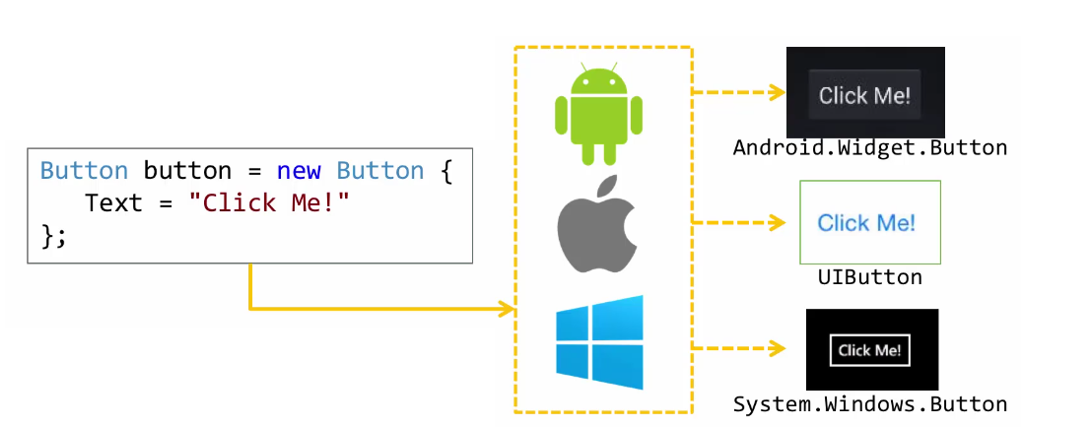 Button button = new Button {
Text = "Click Me!"
};
Click Me!
Android.Widget.Button
Click Me!
UIButton
Click Me!
System.Windows.Button